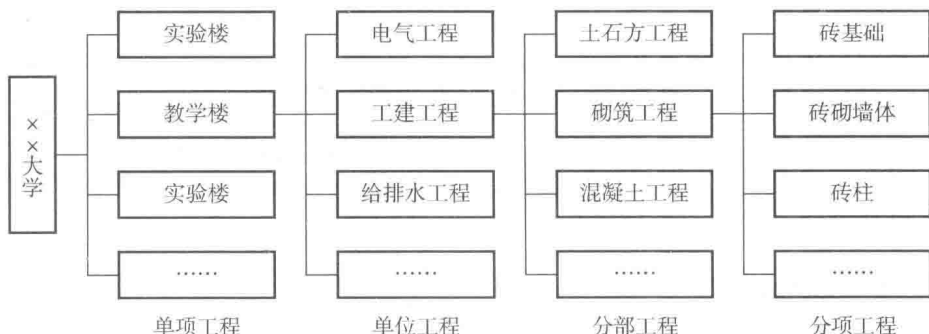 ××大学
实验楼
教学楼
实验楼
……
单项工程
电气工程
工建工程
给排水工程
……
单位工程
土石方工程
砌筑工程
混凝土工程
……
分部工程
砖基础
砖砌墙体
砖柱
……
分项工程